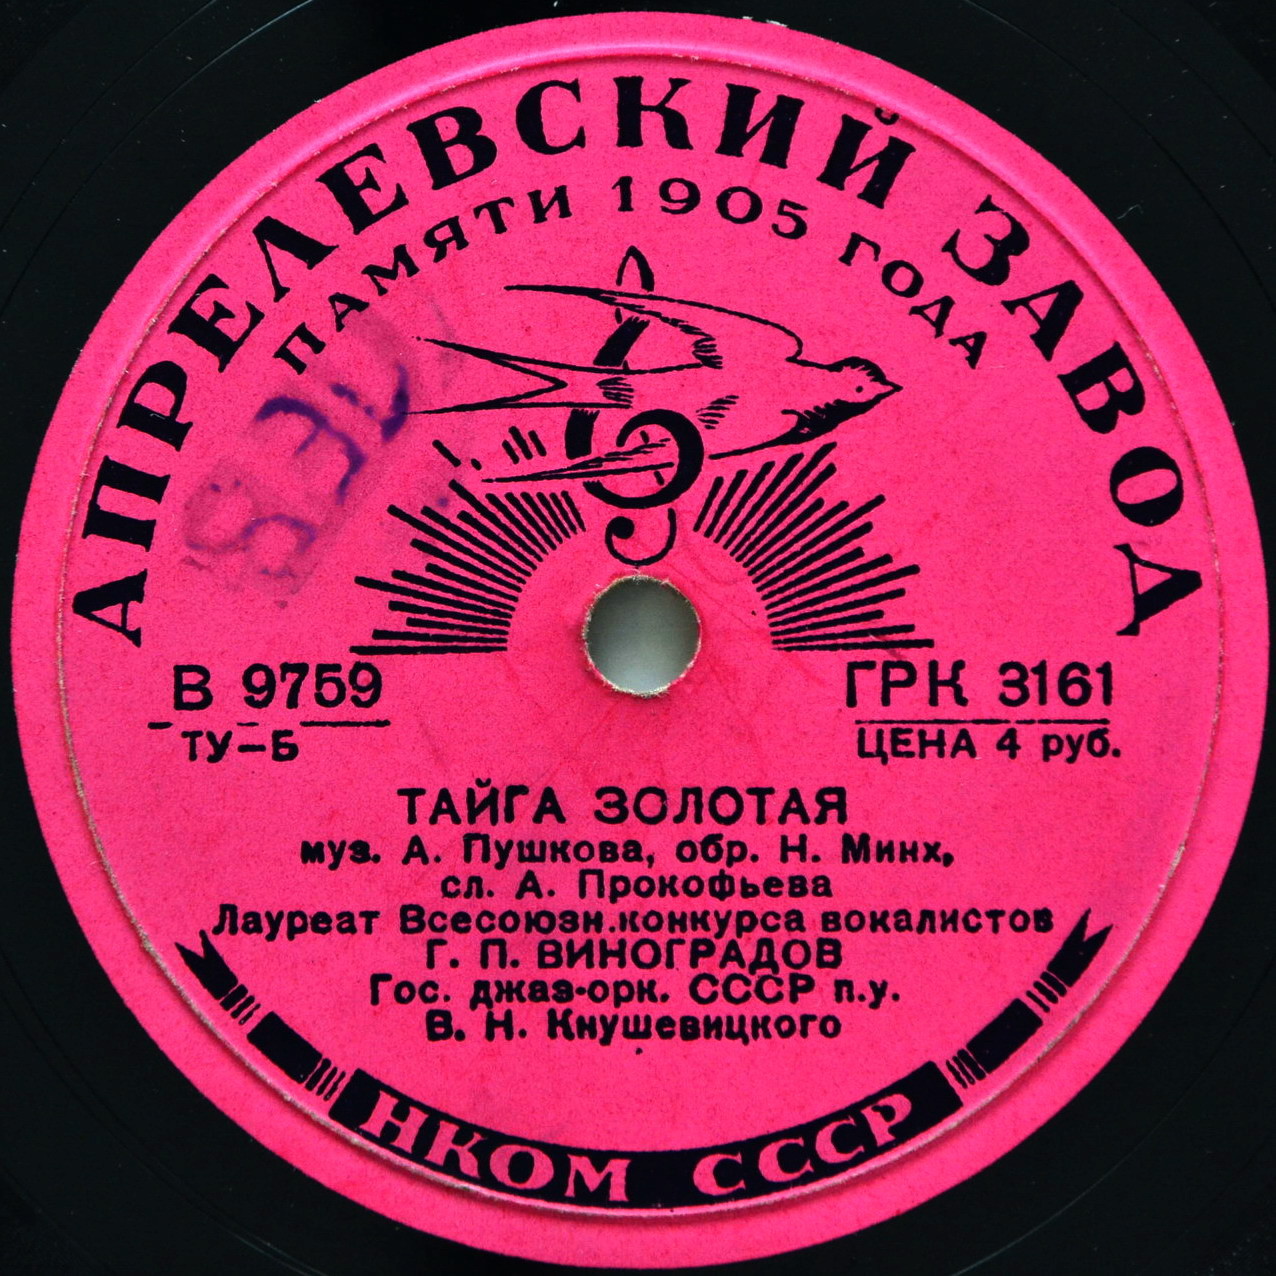 АПРЕЛЕВСКИЙ ЗАВОД
ПАМЯТИ 1905 ГОДА
В 9759
ТУ-Б
ГРК 3161
ЦЕНА 4 руб.
ТАЙГА ЗОЛОТАЯ
муз. А. Пушкова, обр. Н. Минх,
сл. А. Прокофьева
Лауреат Всесоюзн.конкурса вокалистов
Г. П. ВИНОГРАДОВ
Гос. джаз-орк. СССР п.у.
В. Н. Кнушевицкого
НКОМ СССР